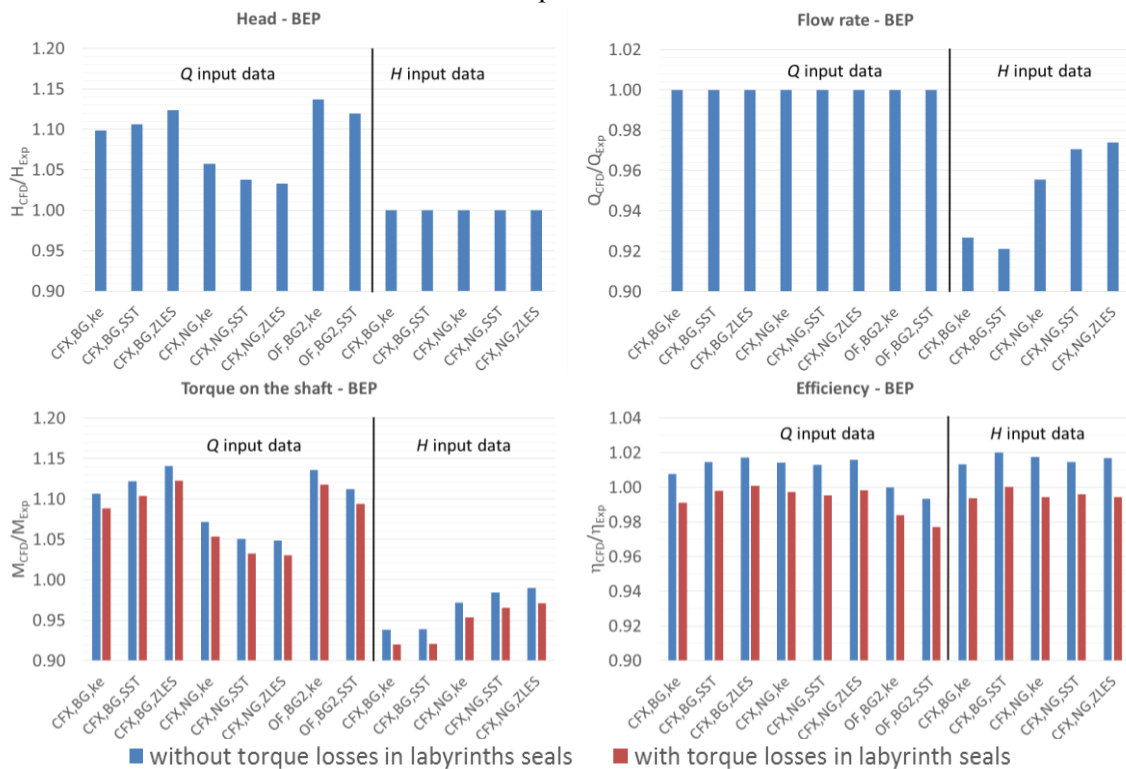 Head - BEP
Q input data
H input data
H_CFD/H_Exp
1.20
1.15
1.10
1.05
1.00
0.95
0.90
CFX,BG,ke
CFX,BG,SST
CFX,BG,ZLES
CFX,NG,ke
CFX,NG,SST
CFX,NG,ZLES
OF,BG2,ke
OF,BG2,SST
CFX,BG,ke
CFX,BG,SST
CFX,NG,ke
CFX,NG,SST
CFX,NG,ZLES
Flow rate - BEP
Q input data
H input data
Q_CFD/Q_Exp
1.02
1.00
0.98
0.96
0.94
0.92
0.90
CFX,BG,ke
CFX,BG,SST
CFX,BG,ZLES
CFX,NG,ke
CFX,NG,SST
CFX,NG,ZLES
OF,BG2,ke
OF,BG2,SST
CFX,BG,ke
CFX,BG,SST
CFX,NG,ke
CFX,NG,SST
CFX,NG,ZLES
Torque on the shaft - BEP
Q input data
H input data
M_CFD/M_Exp
1.20
1.15
1.10
1.05
1.00
0.95
0.90
CFX,BG,ke
CFX,BG,SST
CFX,BG,ZLES
CFX,NG,ke
CFX,NG,SST
CFX,NG,ZLES
OF,BG2,ke
OF,BG2,SST
CFX,BG,ke
CFX,BG,SST
CFX,NG,ke
CFX,NG,SST
CFX,NG,ZLES
Efficiency - BEP
Q input data
H input data
η_CFD/η_Exp
1.04
1.02
1.00
0.98
0.96
0.94
0.92
0.90
CFX,BG,ke
CFX,BG,SST
CFX,BG,ZLES
CFX,NG,ke
CFX,NG,SST
CFX,NG,ZLES
OF,BG2,ke
OF,BG2,SST
CFX,BG,ke
CFX,BG,SST
CFX,NG,ke
CFX,NG,SST
CFX,NG,ZLES
without torque losses in labyrinths seals
with torque losses in labyrinth seals